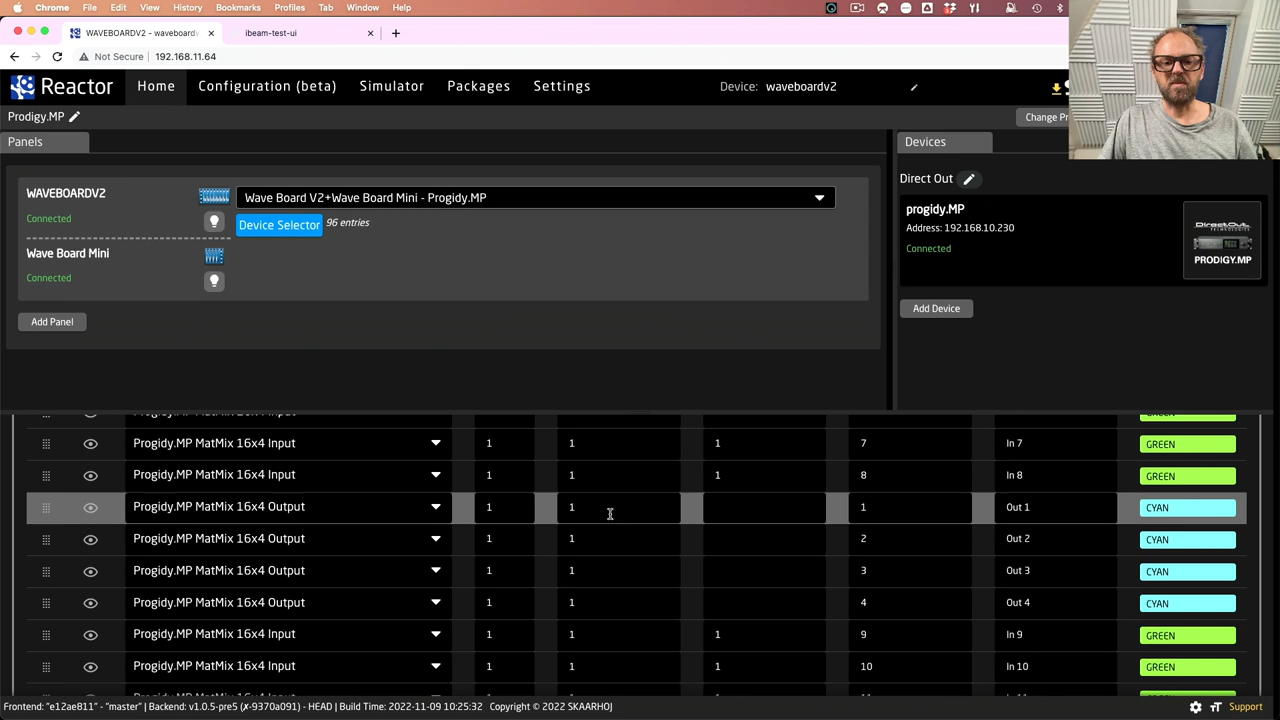 Chrome File Edit View History Bookmarks Profiles Tab Window Help
WAVEBOARDV2 - waveboardv
ibeam-test-ui
Not Secure 192.168.11.64
Reactor Home Configuration (beta) Simulator Packages Settings Device: waveboardv2
Prodigy.MP Change Pr
Panels
Devices
WAVEBOARDV2
Connected
Wave Board V2+Wave Board Mini - Progidy.MP
Device Selector 96 entries
Wave Board Mini
Connected
Add Panel
Direct Out
progidy.MP
Address: 192.168.10.230
Connected
DirectOut
TECHNOLOGIES
PRODIGY.MP
Add Device
Progidy.MP MatMix 16x4 Input 1 1 1 7 In 7 GREEN
Progidy.MP MatMix 16x4 Input 1 1 1 8 In 8 GREEN
Progidy.MP MatMix 16x4 Output 1 1 1 Out 1 CYAN
Progidy.MP MatMix 16x4 Output 1 1 2 Out 2 CYAN
Progidy.MP MatMix 16x4 Output 1 1 3 Out 3 CYAN
Progidy.MP MatMix 16x4 Output 1 1 4 Out 4 CYAN
Progidy.MP MatMix 16x4 Input 1 1 1 9 In 9 GREEN
Progidy.MP MatMix 16x4 Input 1 1 1 10 In 10 GREEN
Frontend: "e12ae811" - "master" | Backend: v1.0.5-pre5 (✗-9370a091) - HEAD | Build Time: 2022-11-09 10:25:32 Copyright © 2022 SKAARHOJ
Support